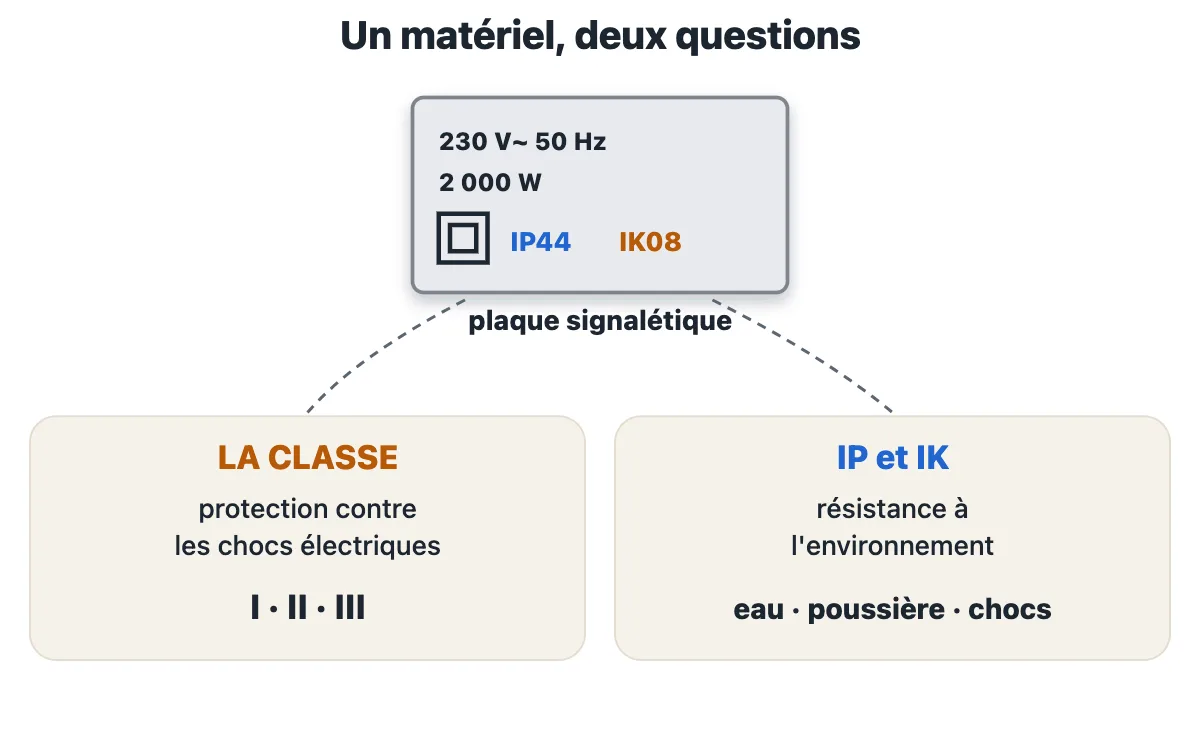 Un matériel, deux questions
230 V~ 50 Hz
2 000 W
IP44 IK08
plaque signalétique
LA CLASSE
protection contre
les chocs électriques
I · II · III
IP et IK
résistance à
l'environnement
eau · poussière · chocs